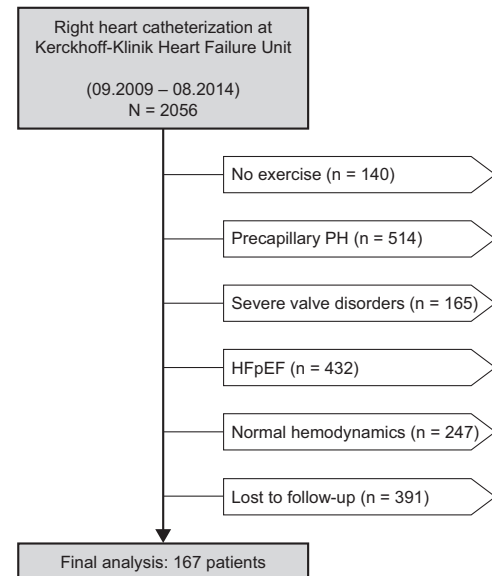 Right heart catheterization at
Kerckhoff-Klinik Heart Failure Unit
(09.2009 – 08.2014)
N = 2056
No exercise (n = 140)
Precapillary PH (n = 514)
Severe valve disorders (n = 165)
HFpEF (n = 432)
Normal hemodynamics (n = 247)
Lost to follow-up (n = 391)
Final analysis: 167 patients